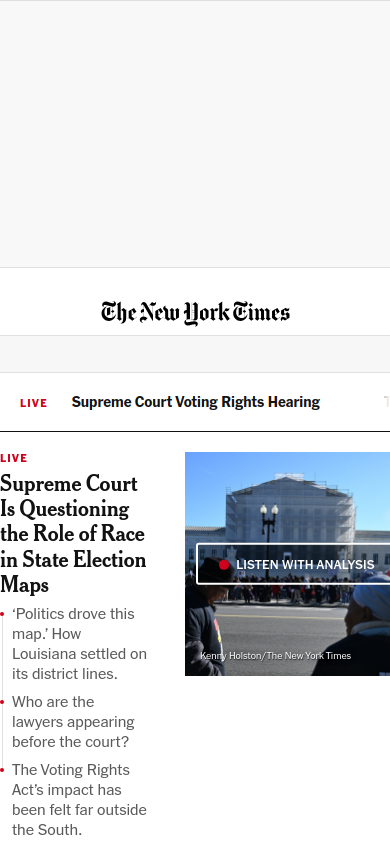 The New York Times
LIVE
Supreme Court Voting Rights Hearing
LIVE
Supreme Court
Is Questioning
the Role of Race
in State Election
Maps
‘Politics drove this
map.’ How
Louisiana settled on
its district lines.
Who are the
lawyers appearing
before the court?
The Voting Rights
Act’s impact has
been felt far outside
the South.
LISTEN WITH ANALYSIS
Kenny Holston/The New York Times